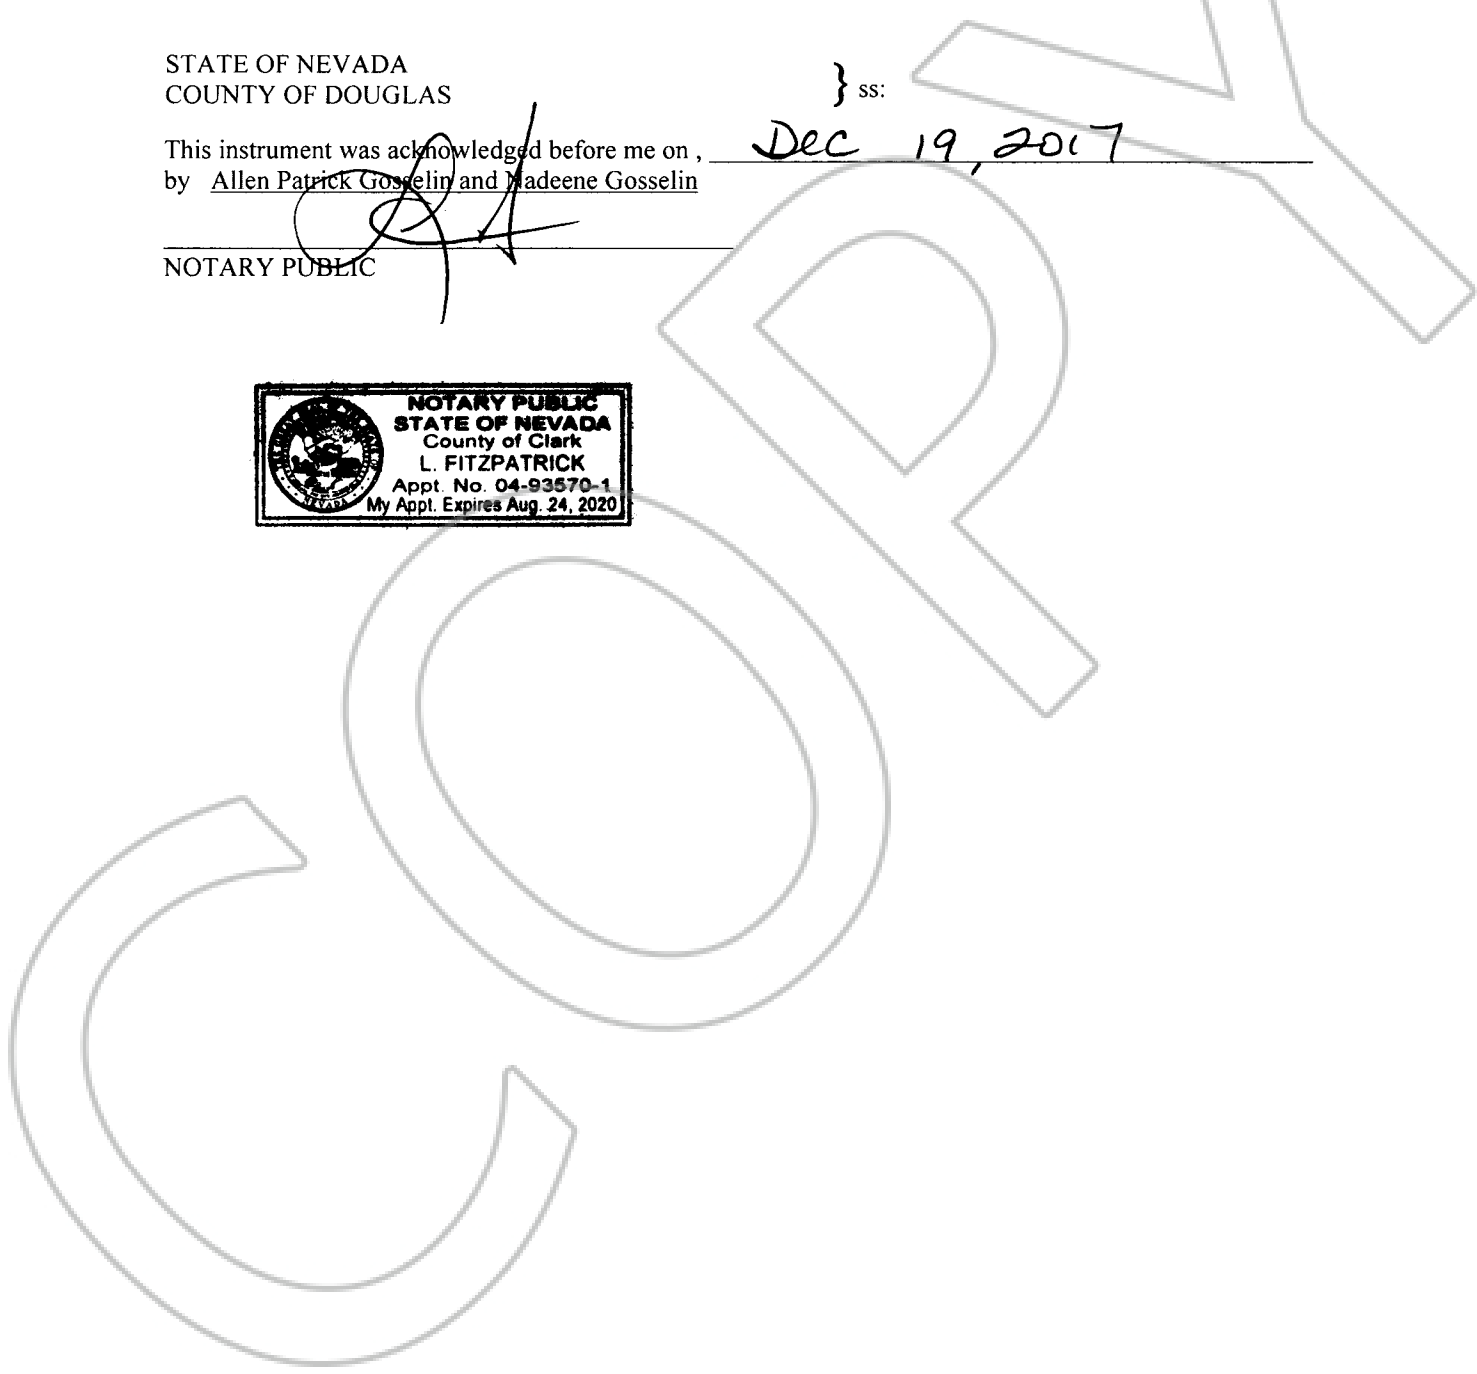 STATE OF NEVADA
COUNTY OF DOUGLAS
} ss:
This instrument was acknowledged before me on , Dec 19, 2017
by Allen Patrick Gosselin and Nadeene Gosselin
NOTARY PUBLIC
NOTARY PUBLIC
STATE OF NEVADA
County of Clark
L. FITZPATRICK
Appt. No. 04-93570-1
My Appt. Expires Aug. 24, 2020
NEVADA
COPY